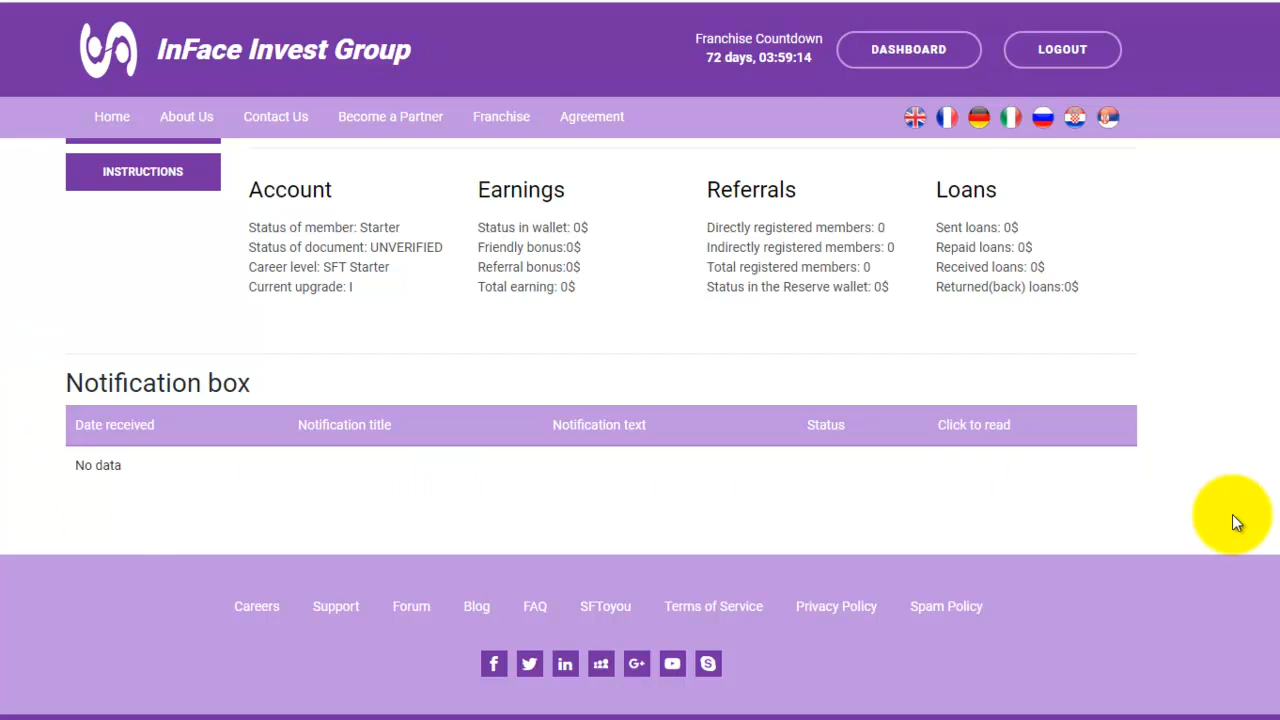 InFace Invest Group
Franchise Countdown
72 days, 03:59:14
DASHBOARD
LOGOUT
Home
About Us
Contact Us
Become a Partner
Franchise
Agreement
INSTRUCTIONS
Account
Status of member: Starter
Status of document: UNVERIFIED
Career level: SFT Starter
Current upgrade: I
Earnings
Status in wallet: 0$
Friendly bonus:0$
Referral bonus:0$
Total earning: 0$
Referrals
Directly registered members: 0
Indirectly registered members: 0
Total registered members: 0
Status in the Reserve wallet: 0$
Loans
Sent loans: 0$
Repaid loans: 0$
Received loans: 0$
Returned(back) loans:0$
Notification box
Date received
Notification title
Notification text
Status
Click to read
No data
Careers
Support
Forum
Blog
FAQ
SFToyou
Terms of Service
Privacy Policy
Spam Policy